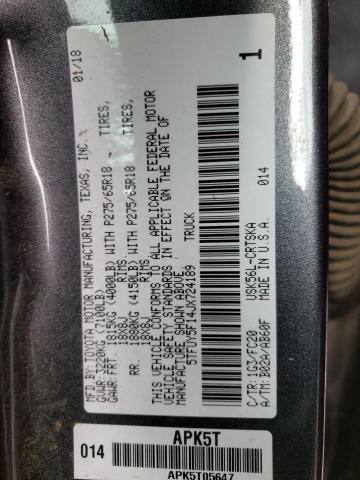 MFD.BY:TOYOTA MOTOR MANUFACTURING, TEXAS, INC. 01/18
GVWR:3220KG(7100LB)
GAWR:FRT. 1815KG (4000LB) WITH P275/65R18 - TIRES,
18X8J RIMS
RR. 1880KG (4150LB) WITH P275/65R18 TIRES,
18X8J RIMS
THIS VEHICLE CONFORMS TO ALL APPLICABLE FEDERAL MOTOR
VEHICLE SAFETY STANDARDS IN EFFECT ON THE DATE OF
MANUFACTURE SHOWN ABOVE.
5TFUY5F14JX724189 TRUCK
C/TR: 1G3/FC20 USK56L-CRTSKA
A/TM: B02A/AB60F MADE IN U.S.A. 014
1
014
APK5T
APK5T05647